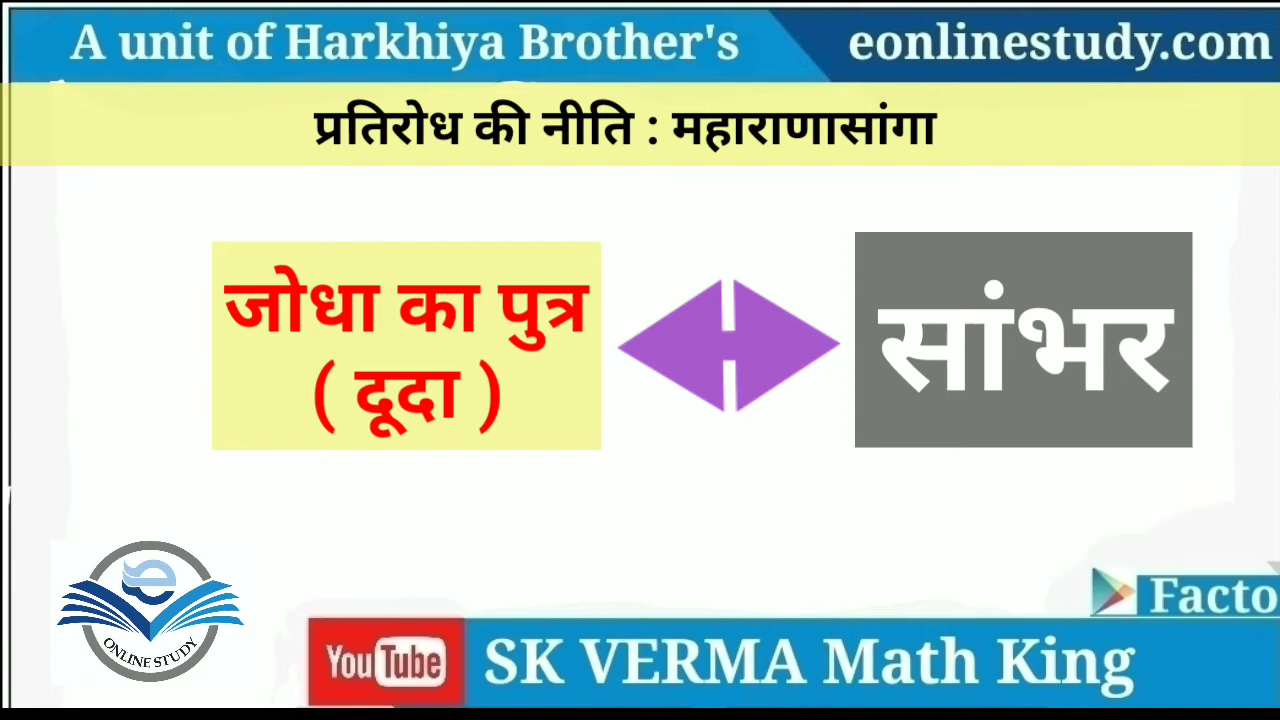 A unit of Harkhiya Brother's
eonlinestudy.com
प्रतिरोध की नीति : महाराणासांगा
जोधा का पुत्र
( दूदा )
सांभर
e
ONLINE STUDY
Facto
YouTube
SK VERMA Math King